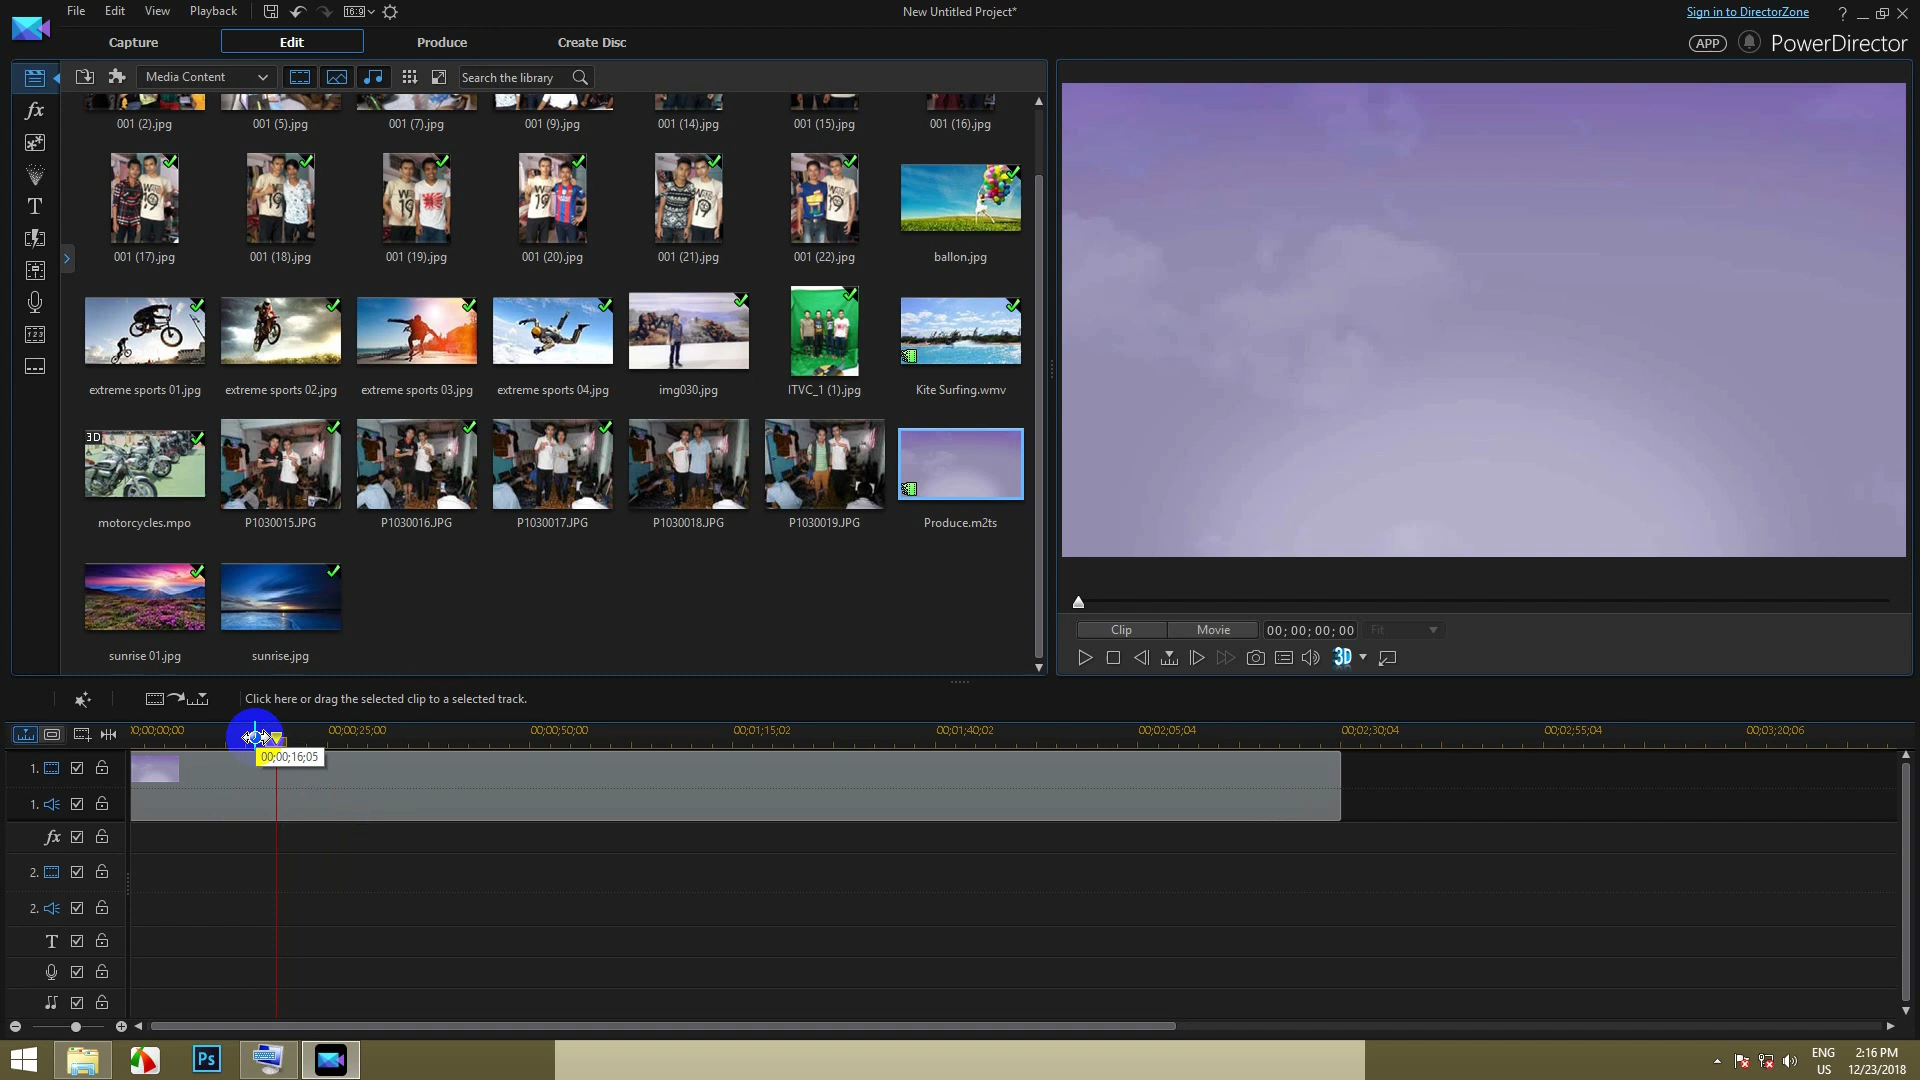 File Edit View Playback 16:9 New Untitled Project* Sign in to DirectorZone ?
Capture Edit Produce Create Disc APP PowerDirector
Media Content Search the library
001 (2).jpg 001 (5).jpg 001 (7).jpg 001 (9).jpg 001 (14).jpg 001 (15).jpg 001 (16).jpg
001 (17).jpg 001 (18).jpg 001 (19).jpg 001 (20).jpg 001 (21).jpg 001 (22).jpg ballon.jpg
extreme sports 01.jpg extreme sports 02.jpg extreme sports 03.jpg extreme sports 04.jpg img030.jpg ITVC_1 (1).jpg Kite Surfing.wmv
3D
motorcycles.mpo P1030015.JPG P1030016.JPG P1030017.JPG P1030018.JPG P1030019.JPG Produce.m2ts
sunrise 01.jpg sunrise.jpg
Clip Movie 00; 00; 00; 00 Fit
3D
Click here or drag the selected clip to a selected track.
00;00;00;00 00;00;25;00 00;00;50;00 00;01;15;02 00;01;40;02 00;02;05;04 00;02;30;04 00;02;55;04 00;03;20;06
00;00;16;05
1.
1.
fx
2.
2.
T
Ps
ENG 2:16 PM
US 12/23/2018